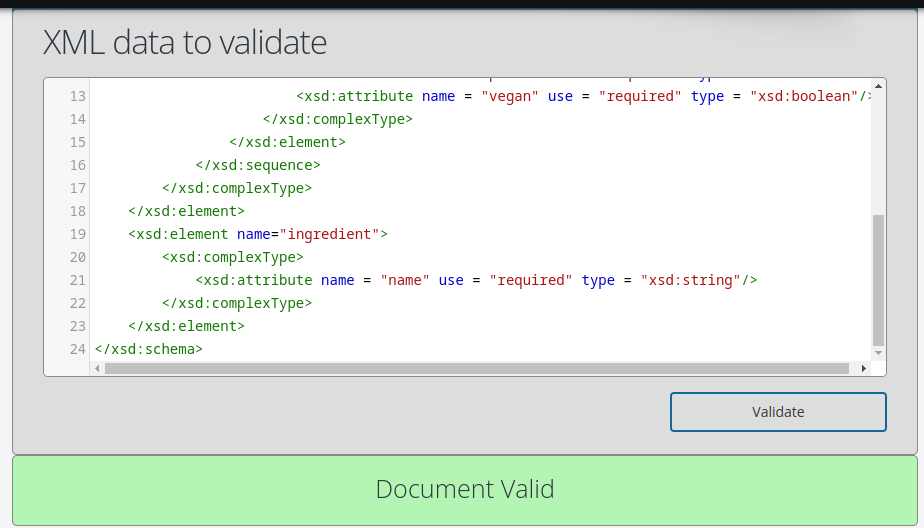 XML data to validate
13 <xsd:attribute name = "vegan" use = "required" type = "xsd:boolean"/>
14 </xsd:complexType>
15 </xsd:element>
16 </xsd:sequence>
17 </xsd:complexType>
18 </xsd:element>
19 <xsd:element name="ingredient">
20 <xsd:complexType>
21 <xsd:attribute name = "name" use = "required" type = "xsd:string"/>
22 </xsd:complexType>
23 </xsd:element>
24 </xsd:schema>
Validate
Document Valid